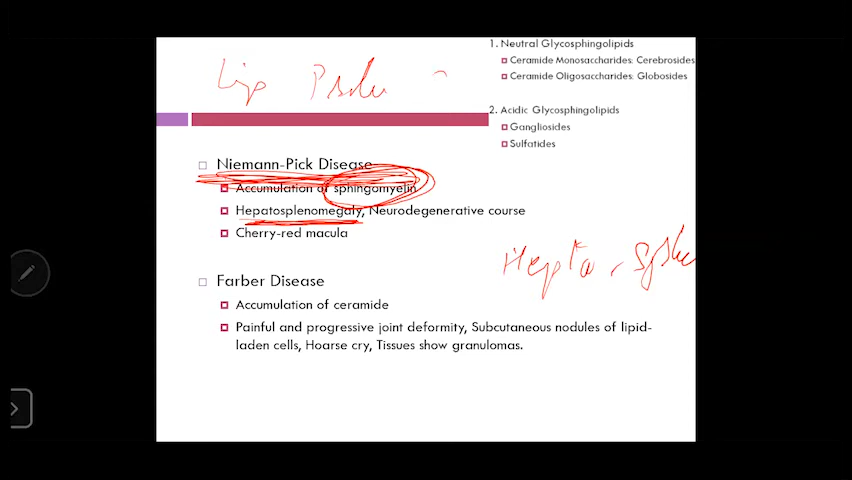 1. Neutral Glycosphingolipids
Ceramide Monosaccharides: Cerebrosides
Ceramide Oligosaccharides: Globosides
2. Acidic Glycosphingolipids
Gangliosides
Sulfatides
Niemann-Pick Disease
Accumulation of sphingomyelin
Hepatosplenomegaly, Neurodegenerative course
Cherry-red macula
Farber Disease
Accumulation of ceramide
Painful and progressive joint deformity, Subcutaneous nodules of lipid-
laden cells, Hoarse cry, Tissues show granulomas.